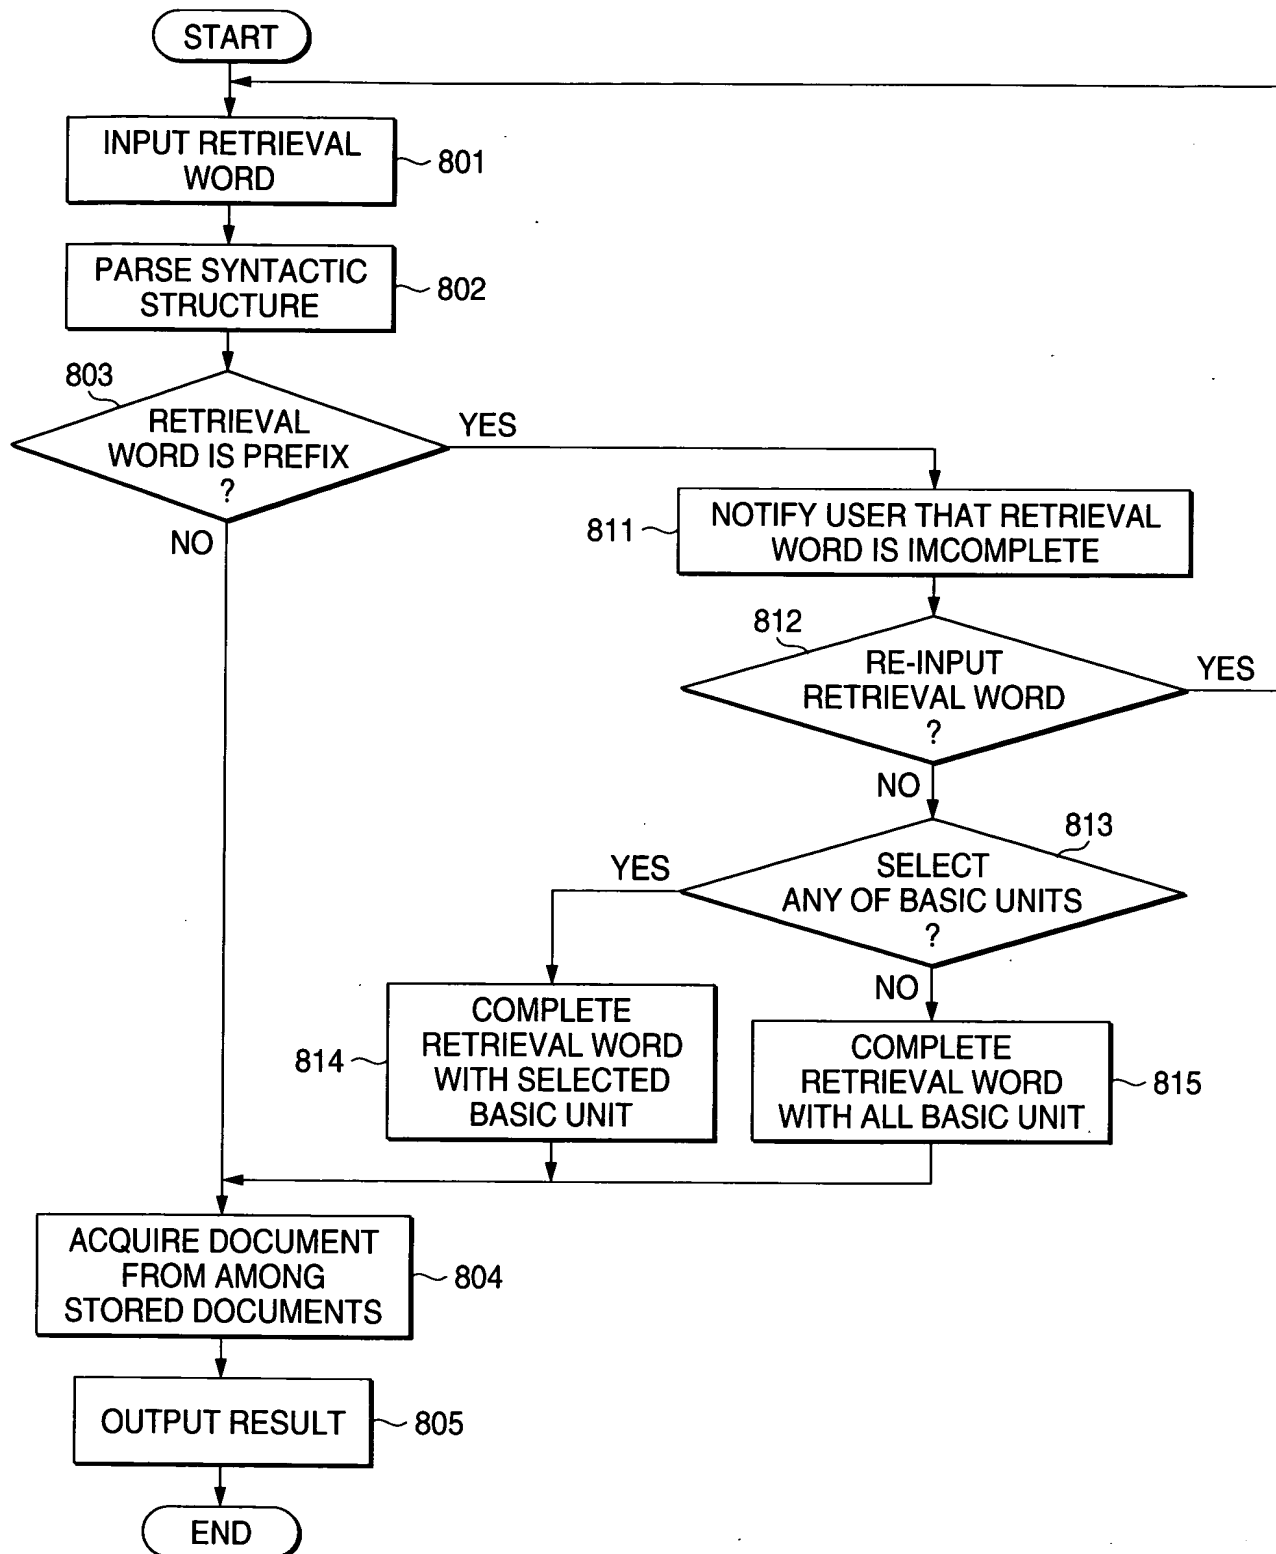 START
INPUT RETRIEVAL
WORD
801
PARSE SYNTACTIC
STRUCTURE
802
803
RETRIEVAL
WORD IS PREFIX
?
YES
NO
811
NOTIFY USER THAT RETRIEVAL
WORD IS IMCOMPLETE
812
RE-INPUT
RETRIEVAL WORD
?
YES
NO
813
SELECT
ANY OF BASIC UNITS
?
YES
NO
814
COMPLETE
RETRIEVAL WORD
WITH SELECTED
BASIC UNIT
COMPLETE
RETRIEVAL WORD
WITH ALL BASIC UNIT
815
ACQUIRE DOCUMENT
FROM AMONG
STORED DOCUMENTS
804
OUTPUT RESULT
805
END